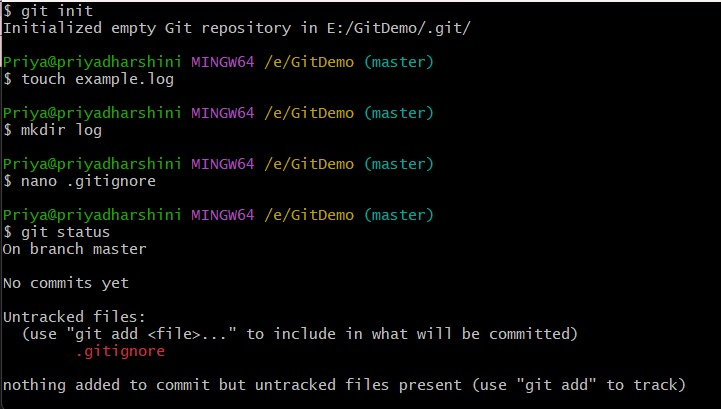 $ git init
Initialized empty Git repository in E:/GitDemo/.git/
Priya@priyadharshini MINGW64 /e/GitDemo (master)
$ touch example.log
Priya@priyadharshini MINGW64 /e/GitDemo (master)
$ mkdir log
Priya@priyadharshini MINGW64 /e/GitDemo (master)
$ nano .gitignore
Priya@priyadharshini MINGW64 /e/GitDemo (master)
$ git status
On branch master
No commits yet
Untracked files:
(use "git add <file>..." to include in what will be committed)
.gitignore
nothing added to commit but untracked files present (use "git add" to track)